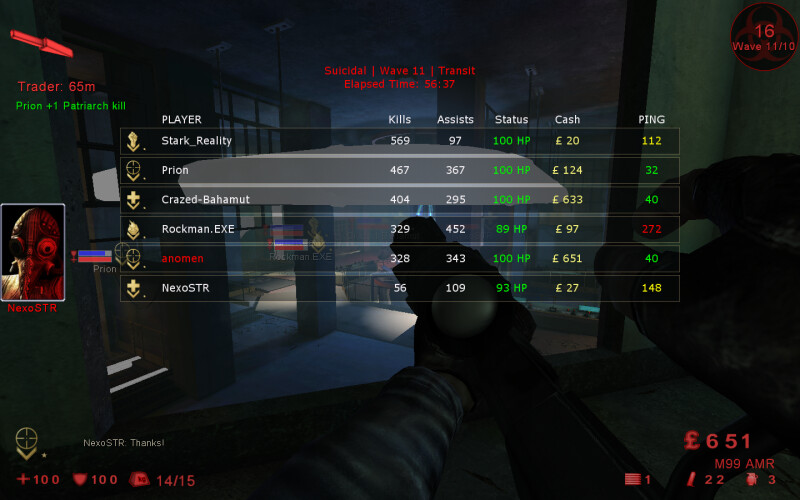 16
Wave 11/10
Suicidal | Wave 11 | Transit
Elapsed Time: 56:37
Trader: 65m
Prion +1 Patriarch kill
PLAYER Kills Assists Status Cash PING
Stark_Reality 569 97 100 HP £ 20 112
Prion 467 367 100 HP £ 124 32
Crazed-Bahamut 404 295 100 HP £ 633 40
Rockman.EXE 329 452 89 HP £ 97 272
anomen 328 343 100 HP £ 651 40
NexoSTR 56 109 93 HP £ 27 148
Prion
Rockman.EXE
NexoSTR
NexoSTR: Thanks!
£ 651
M99 AMR
100 100 14/15 1 22 3